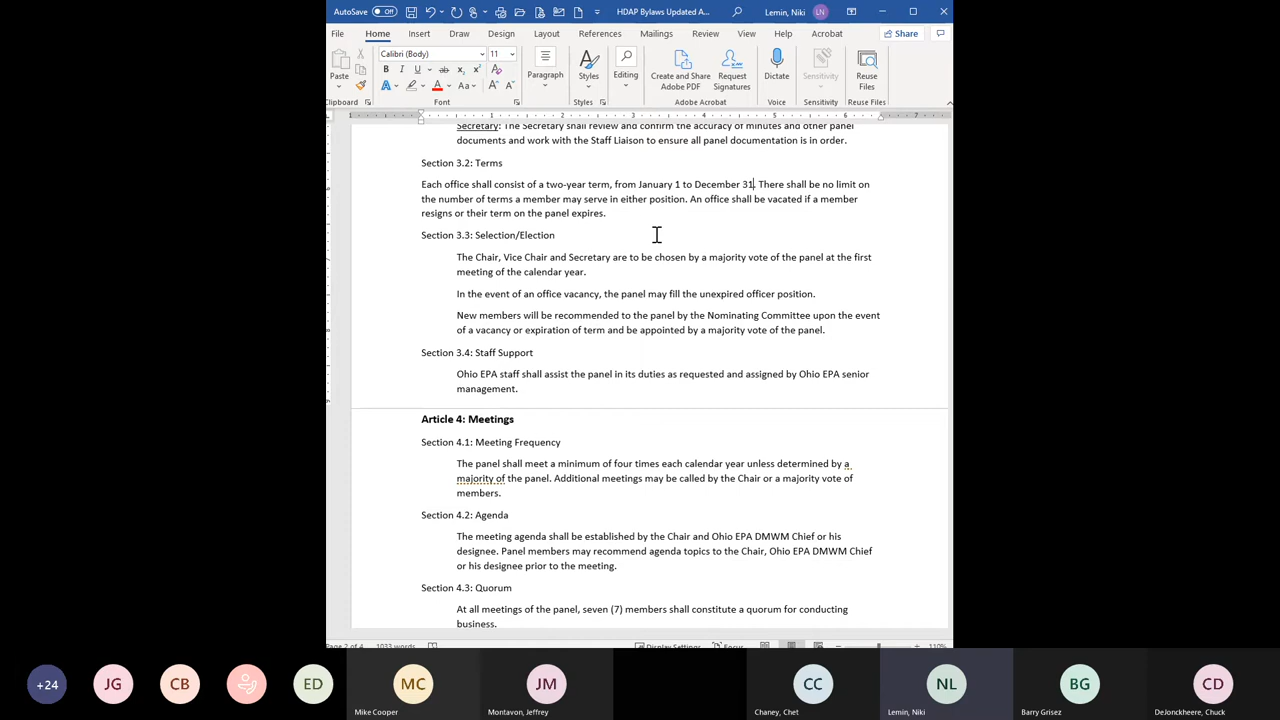 AutoSave Off HDAP Bylaws Updated A... Lemin, Niki LN
File Home Insert Draw Design Layout References Mailings Review View Help Acrobat Share
Calibri (Body) 11
Paste Paragraph Styles Editing Create and Share Adobe PDF Request Signatures Dictate Sensitivity Reuse Files
Clipboard Font Styles Adobe Acrobat Voice Sensitivity Reuse Files
Secretary: The Secretary shall review and confirm the accuracy of minutes and other panel
documents and work with the Staff Liaison to ensure all panel documentation is in order.
Section 3.2: Terms
Each office shall consist of a two-year term, from January 1 to December 31. There shall be no limit on
the number of terms a member may serve in either position. An office shall be vacated if a member
resigns or their term on the panel expires.
Section 3.3: Selection/Election
The Chair, Vice Chair and Secretary are to be chosen by a majority vote of the panel at the first
meeting of the calendar year.
In the event of an office vacancy, the panel may fill the unexpired officer position.
New members will be recommended to the panel by the Nominating Committee upon the event
of a vacancy or expiration of term and be appointed by a majority vote of the panel.
Section 3.4: Staff Support
Ohio EPA staff shall assist the panel in its duties as requested and assigned by Ohio EPA senior
management.
Article 4: Meetings
Section 4.1: Meeting Frequency
The panel shall meet a minimum of four times each calendar year unless determined by a
majority of the panel. Additional meetings may be called by the Chair or a majority vote of
members.
Section 4.2: Agenda
The meeting agenda shall be established by the Chair and Ohio EPA DMWM Chief or his
designee. Panel members may recommend agenda topics to the Chair, Ohio EPA DMWM Chief
or his designee prior to the meeting.
Section 4.3: Quorum
At all meetings of the panel, seven (7) members shall constitute a quorum for conducting
business.
Page 2 of 4 1033 words Display Settings Focus 110%
+24 JG CB ED MC JM CC NL BG CD
Mike Cooper Montavon, Jeffrey Chaney, Chet Lemin, Niki Barry Grisez DeJonckheere, Chuck